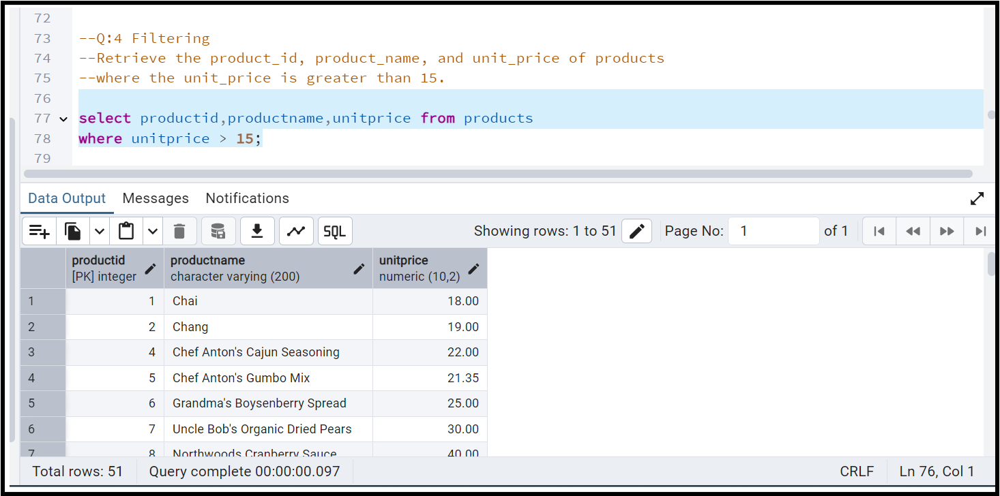 72
73 --Q:4 Filtering
74 --Retrieve the product_id, product_name, and unit_price of products
75 --where the unit_price is greater than 15.
76
77 select productid,productname,unitprice from products
78 where unitprice > 15;
79
Data Output Messages Notifications
SQL Showing rows: 1 to 51 Page No: 1 of 1
productid productname unitprice
[PK] integer character varying (200) numeric (10,2)
1 1 Chai 18.00
2 2 Chang 19.00
3 4 Chef Anton's Cajun Seasoning 22.00
4 5 Chef Anton's Gumbo Mix 21.35
5 6 Grandma's Boysenberry Spread 25.00
6 7 Uncle Bob's Organic Dried Pears 30.00
7 8 Northwoods Cranberry Sauce 40.00
Total rows: 51 Query complete 00:00:00.097 CRLF Ln 76, Col 1